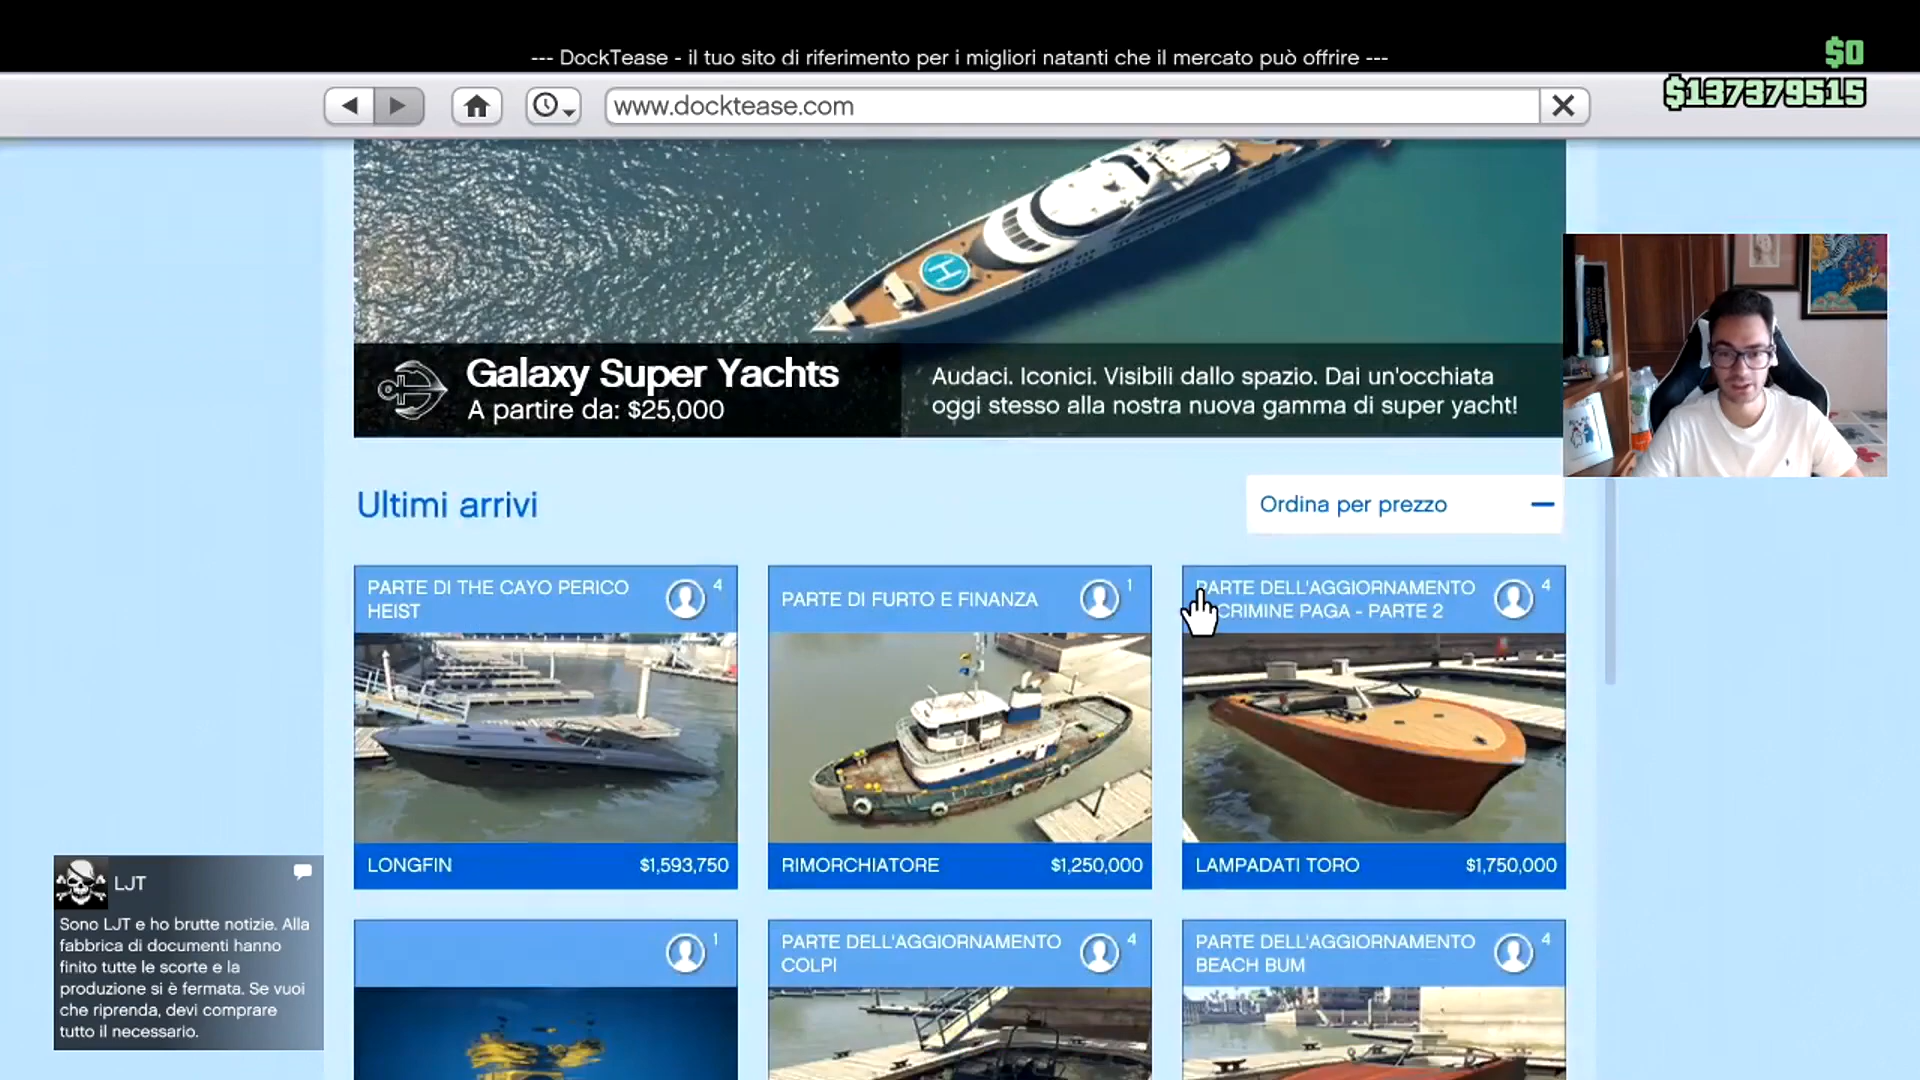 --- DockTease - il tuo sito di riferimento per i migliori natanti che il mercato può offrire ---
$0
$137379515
www.docktease.com
Galaxy Super Yachts
A partire da: $25,000
Audaci. Iconici. Visibili dallo spazio. Dai un'occhiata
oggi stesso alla nostra nuova gamma di super yacht!
H
Ultimi arrivi
Ordina per prezzo
PARTE DI THE CAYO PERICO
HEIST
4
PARTE DI FURTO E FINANZA
1
PARTE DELL'AGGIORNAMENTO
CRIMINE PAGA - PARTE 2
4
LONGFIN
$1,593,750
RIMORCHIATORE
$1,250,000
LAMPADATI TORO
$1,750,000
1
PARTE DELL'AGGIORNAMENTO
COLPI
4
PARTE DELL'AGGIORNAMENTO
BEACH BUM
4
LJT
Sono LJT e ho brutte notizie. Alla
fabbrica di documenti hanno
finito tutte le scorte e la
produzione si è fermata. Se vuoi
che riprenda, devi comprare
tutto il necessario.